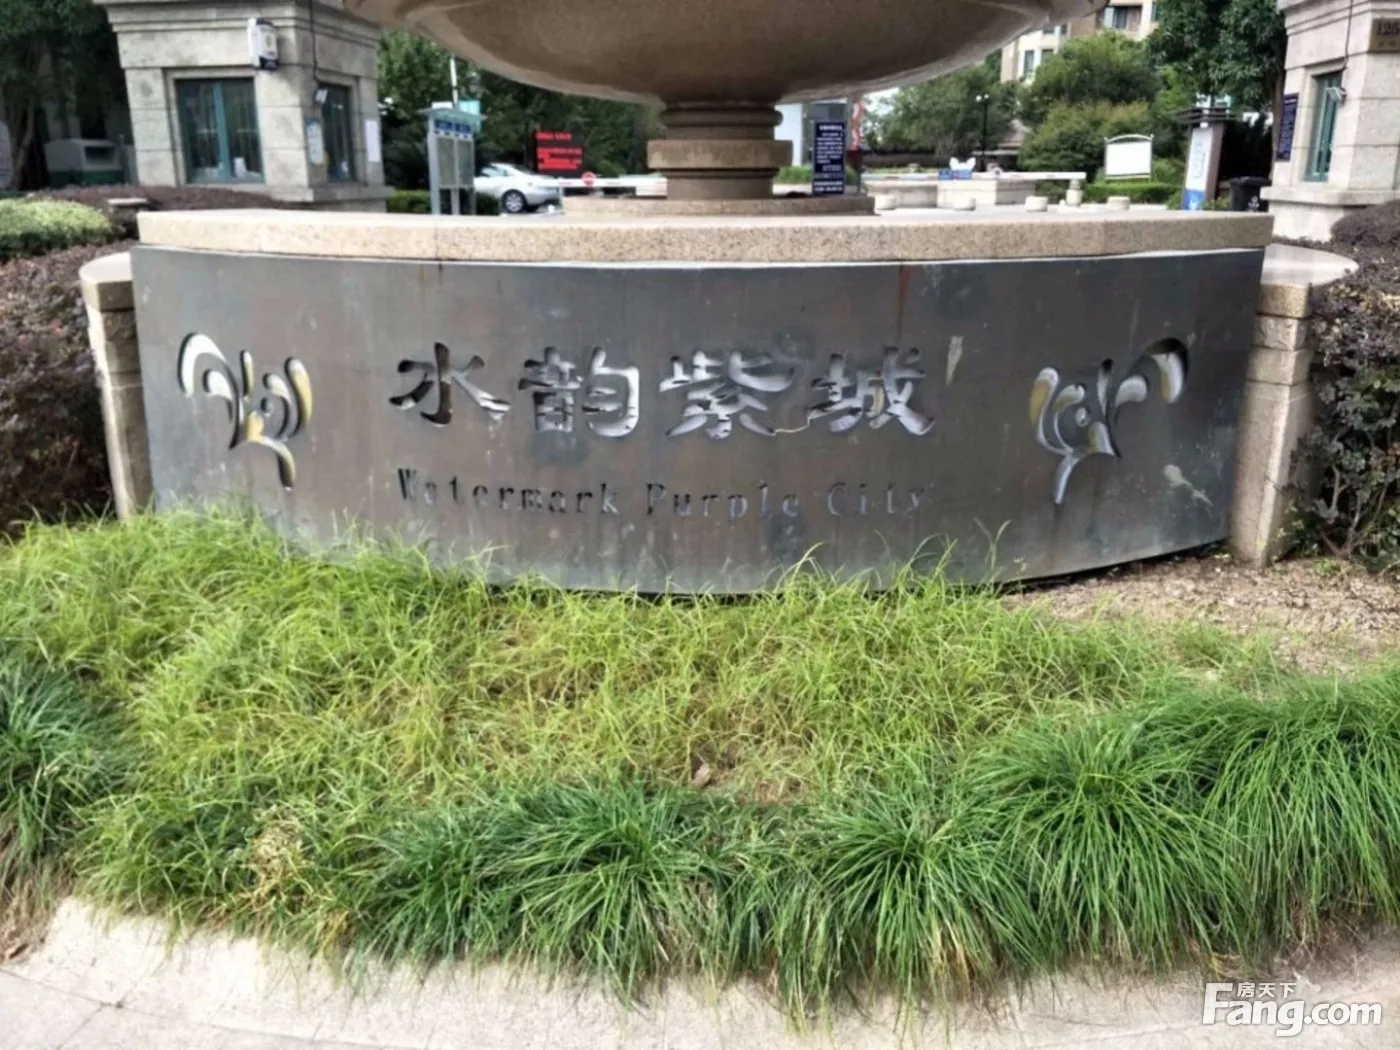 水韵紫城
Watermark Purple City
房天下
Fang.com